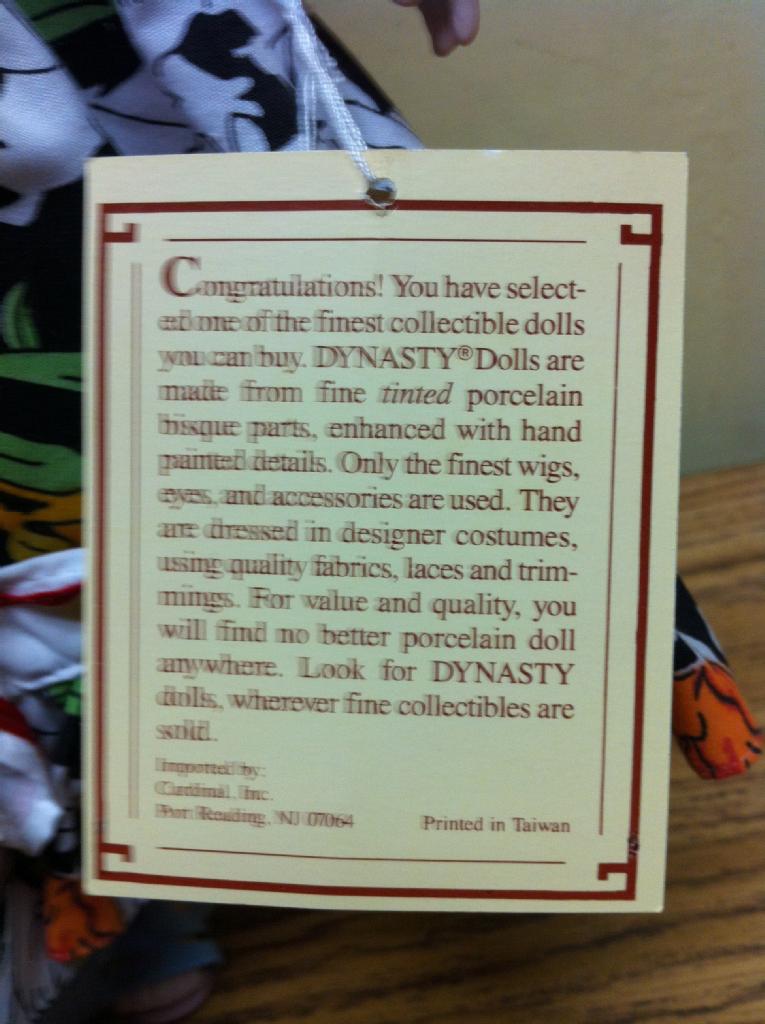 Congratulations! You have select-
ed one of the finest collectible dolls
you can buy. DYNASTY® Dolls are
made from fine tinted porcelain
bisque parts, enhanced with hand
painted details. Only the finest wigs,
eyes, and accessories are used. They
are dressed in designer costumes,
using quality fabrics, laces and trim-
mings. For value and quality, you
will find no better porcelain doll
anywhere. Look for DYNASTY
dolls, wherever fine collectibles are
sold.
Imported by:
Cardinal, Inc.
Port Reading, NJ 07064 Printed in Taiwan